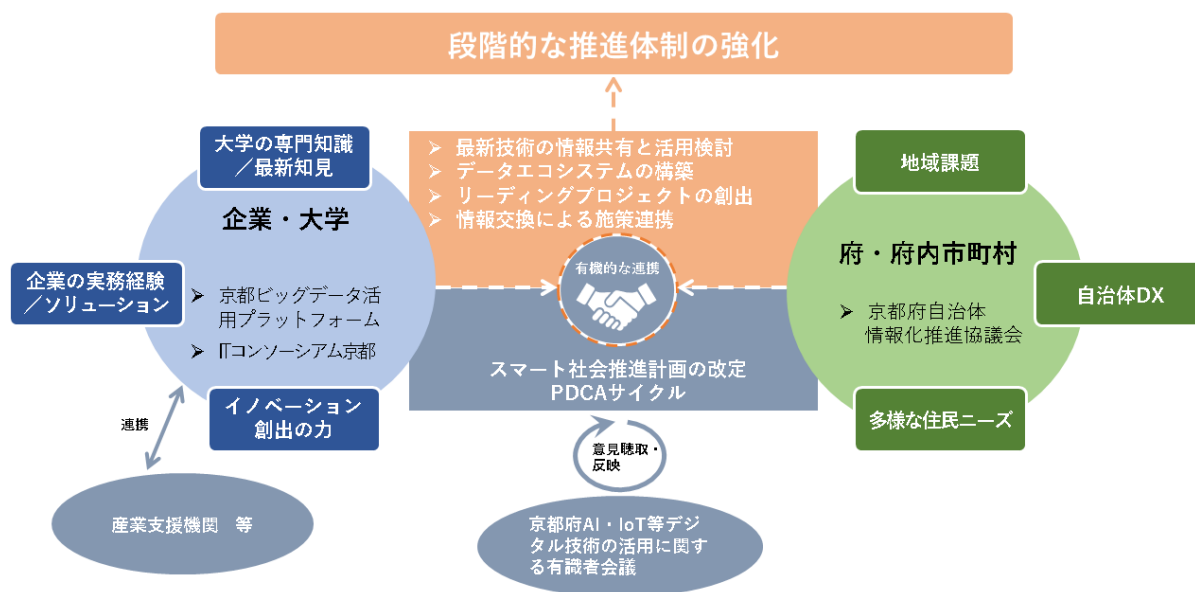 段階的な推進体制の強化
大学の専門知識
／最新知見
企業・大学
企業の実務経験
／ソリューション
➢ 京都ビッグデータ活
用プラットフォーム
➢ ITコンソーシアム京都
イノベーション
創出の力
連携
産業支援機関　等
➢ 最新技術の情報共有と活用検討
➢ データエコシステムの構築
➢ リーディングプロジェクトの創出
➢ 情報交換による施策連携
有機的な連携
スマート社会推進計画の改定
PDCAサイクル
意見聴取・
反映
京都府AI・IoT等デジ
タル技術の活用に関す
る有識者会議
地域課題
府・府内市町村
➢ 京都府自治体
情報化推進協議会
自治体DX
多様な住民ニーズ